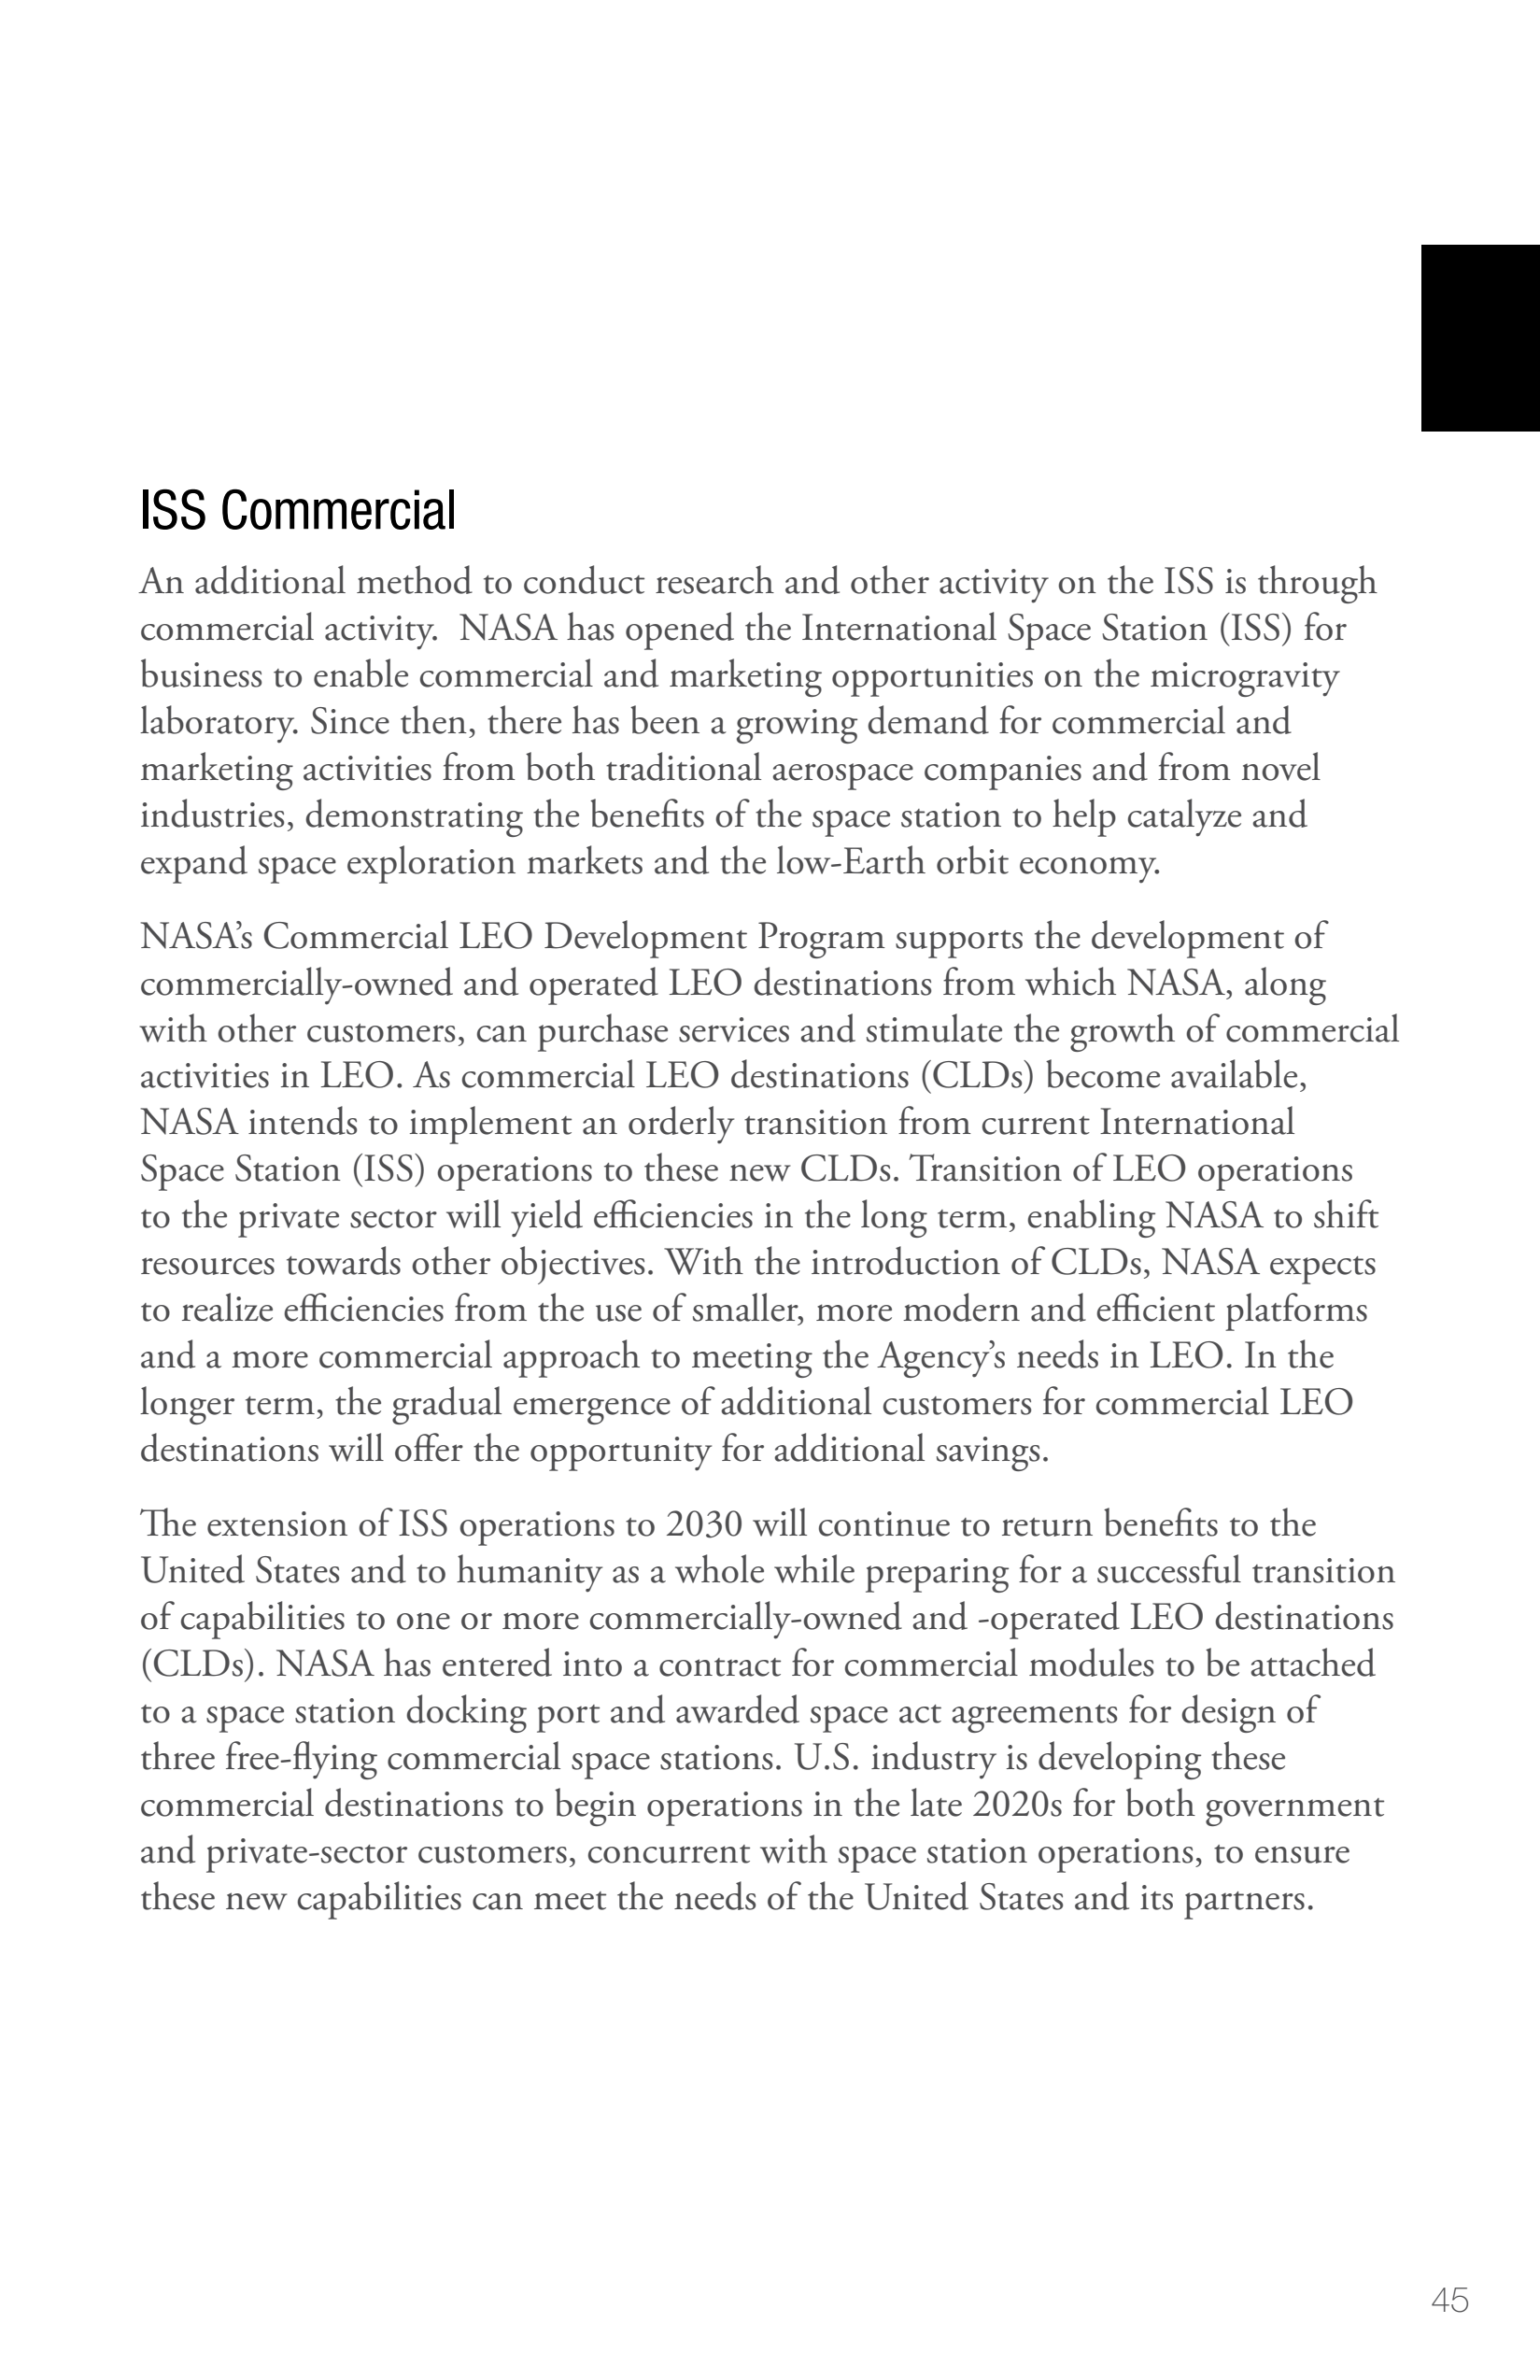 ISS Commercial
An additional method to conduct research and other activity on the ISS is through
commercial activity.  NASA has opened the International Space Station (ISS) for
business to enable commercial and marketing opportunities on the microgravity
laboratory. Since then, there has been a growing demand for commercial and
marketing activities from both traditional aerospace companies and from novel
industries, demonstrating the benefits of the space station to help catalyze and
expand space exploration markets and the low-Earth orbit economy.
NASA’s Commercial LEO Development Program supports the development of
commercially-owned and operated LEO destinations from which NASA, along
with other customers, can purchase services and stimulate the growth of commercial
activities in LEO. As commercial LEO destinations (CLDs) become available,
NASA intends to implement an orderly transition from current International
Space Station (ISS) operations to these new CLDs. Transition of LEO operations
to the private sector will yield efficiencies in the long term, enabling NASA to shift
resources towards other objectives. With the introduction of CLDs, NASA expects
to realize efficiencies from the use of smaller, more modern and efficient platforms
and a more commercial approach to meeting the Agency’s needs in LEO. In the
longer term, the gradual emergence of additional customers for commercial LEO
destinations will offer the opportunity for additional savings.
The extension of ISS operations to 2030 will continue to return benefits to the
United States and to humanity as a whole while preparing for a successful transition
of capabilities to one or more commercially-owned and -operated LEO destinations
(CLDs). NASA has entered into a contract for commercial modules to be attached
to a space station docking port and awarded space act agreements for design of
three free-flying commercial space stations. U.S. industry is developing these
commercial destinations to begin operations in the late 2020s for both government
and private-sector customers, concurrent with space station operations, to ensure
these new capabilities can meet the needs of the United States and its partners.
45